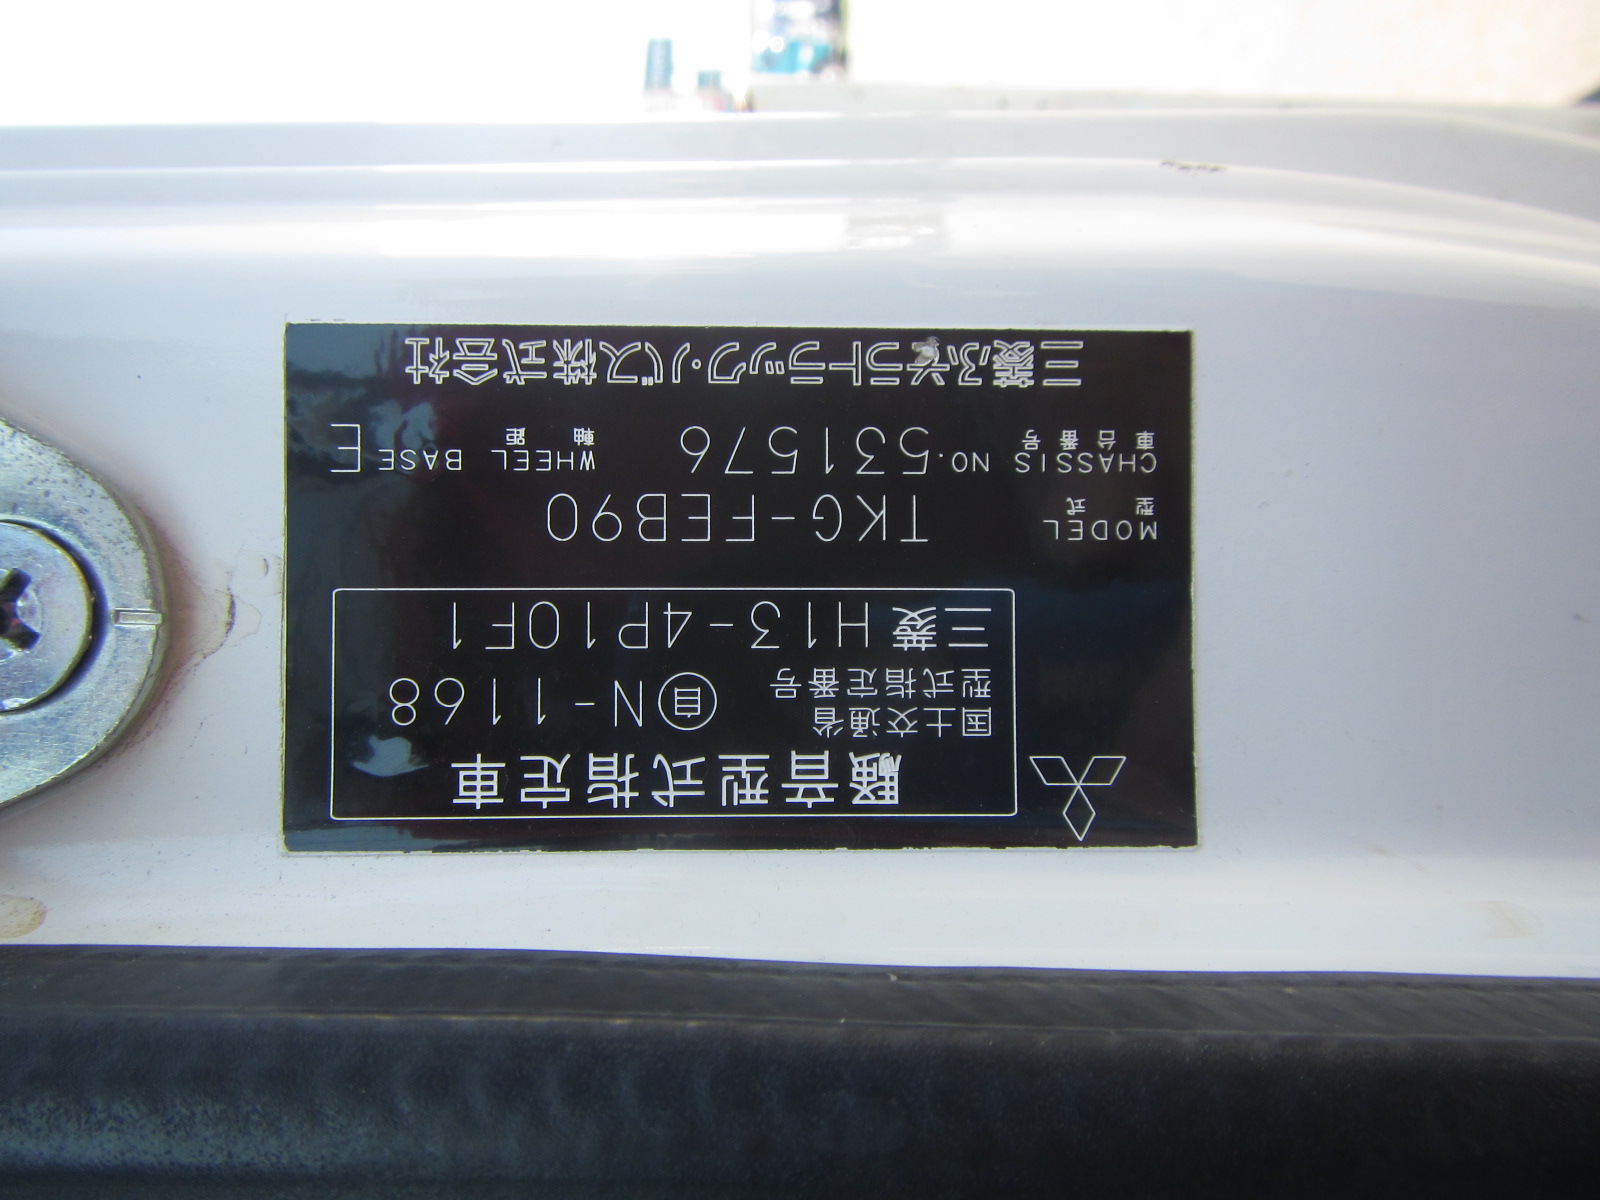 騒音型式指定車
国土交通省
型式指定番号
自N-1168
三菱 H13-4P10F1
型式
MODEL
TKG-FEB90
車台番号
CHASSIS NO.
531576
軸距
WHEEL BASE
E
三菱ふそうトラック・バス株式会社